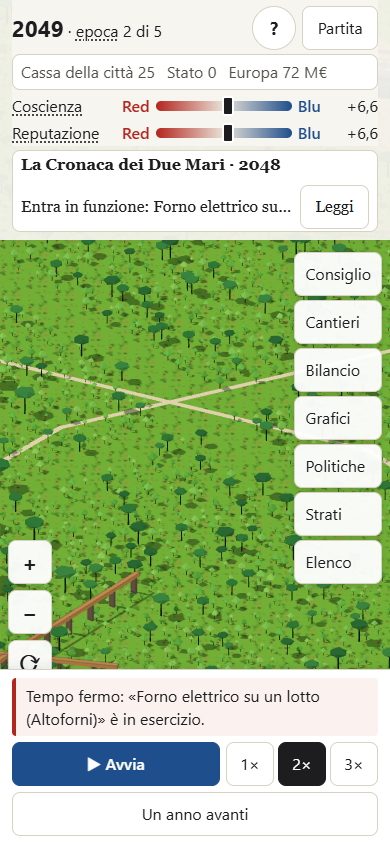 2049 · epoca 2 di 5
?
Partita
Cassa della città 25 Stato 0 Europa 72 M€
Coscienza Red Blu +6,6
Reputazione Red Blu +6,6
La Cronaca dei Due Mari · 2048
Entra in funzione: Forno elettrico su... Leggi
Consiglio
Cantieri
Bilancio
Grafici
Politiche
Strati
Elenco
+
–
Tempo fermo: «Forno elettrico su un lotto
(Altoforni)» è in esercizio.
▶ Avvia 1× 2× 3×
Un anno avanti